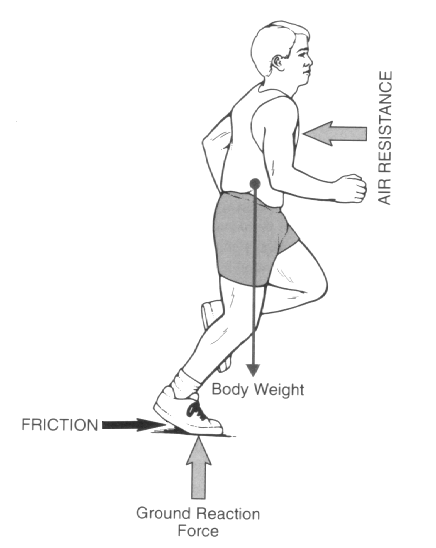 AIR RESISTANCE
Body Weight
FRICTION
Ground Reaction
Force